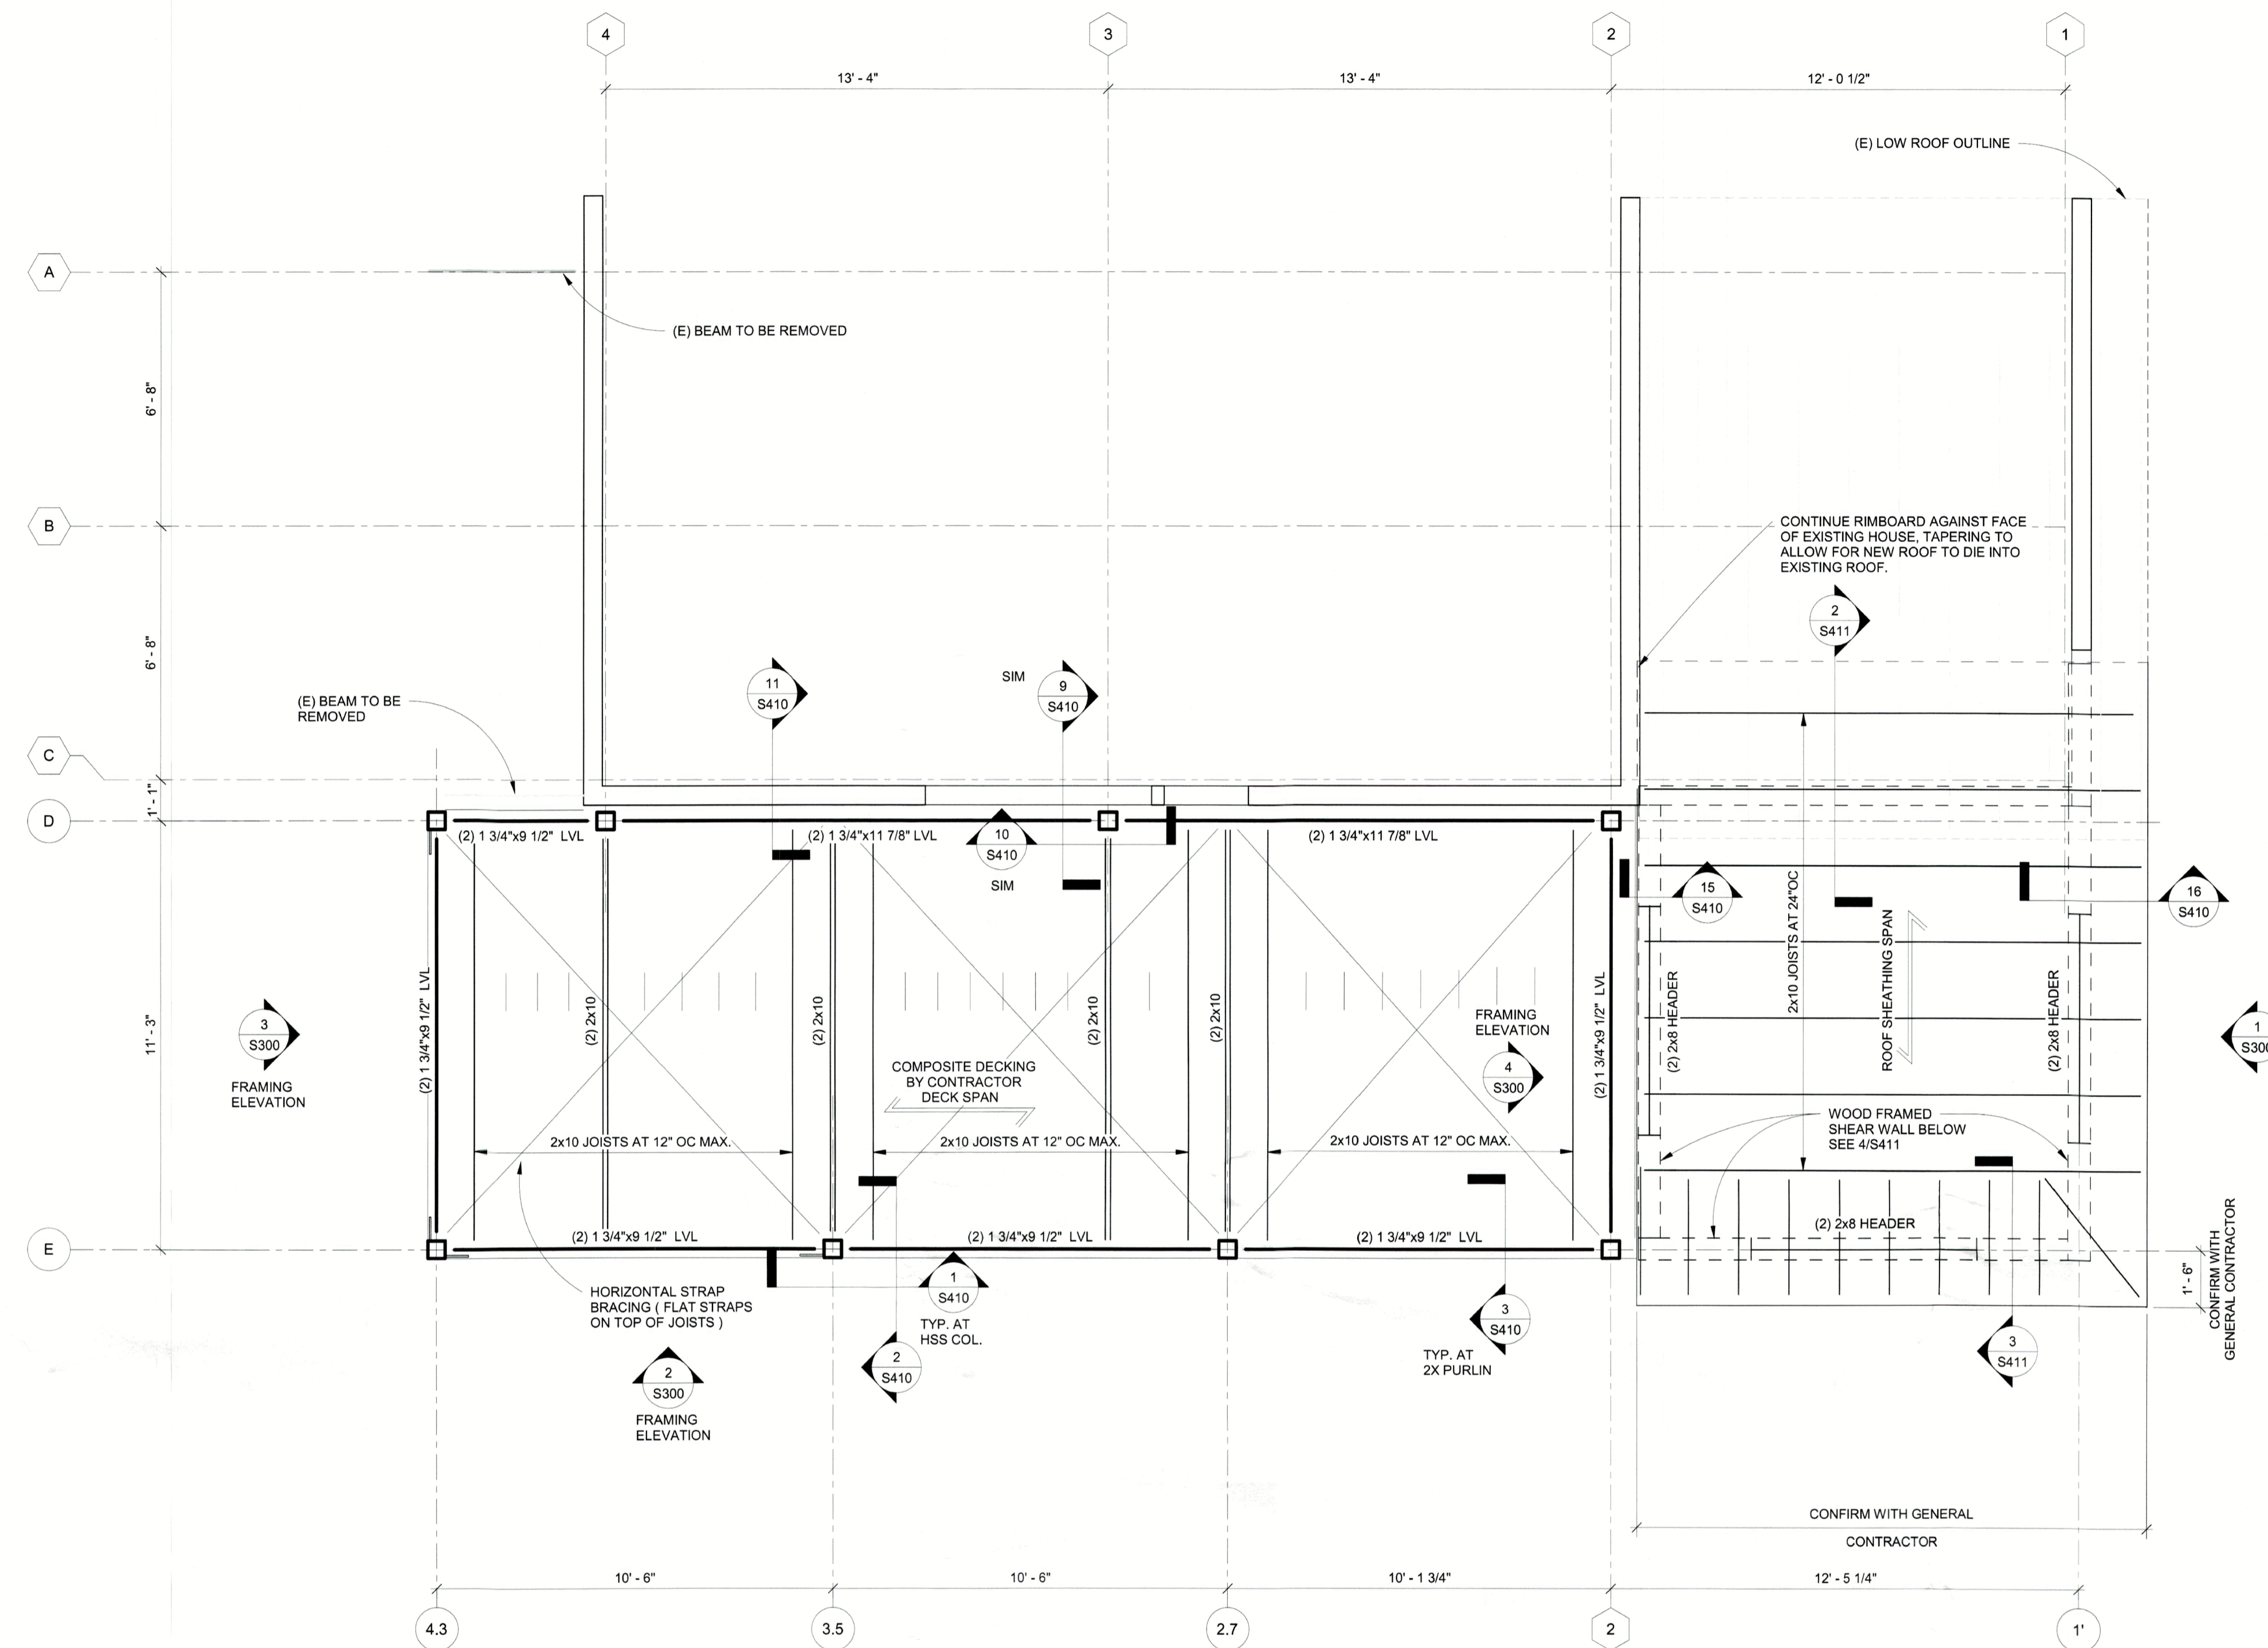 4
3
2
1
13' - 4"
13' - 4"
12' - 0 1/2"
(E) LOW ROOF OUTLINE
A
(E) BEAM TO BE REMOVED
6' - 8"
B
CONTINUE RIMBOARD AGAINST FACE
OF EXISTING HOUSE, TAPERING TO
ALLOW FOR NEW ROOF TO DIE INTO
EXISTING ROOF.
2
S411
6' - 8"
11
S410
SIM
9
S410
(E) BEAM TO BE
REMOVED
C
1' - 1"
D
(2) 1 3/4"x9 1/2" LVL
(2) 1 3/4"x11 7/8" LVL
10
S410
SIM
(2) 1 3/4"x11 7/8" LVL
15
S410
16
S410
2x10 JOISTS AT 24"OC
ROOF SHEATHING SPAN
11' - 3"
3
S300
FRAMING
ELEVATION
(2) 1 3/4"x9 1/2" LVL
(2) 2x10
(2) 2x10
(2) 2x10
(2) 2x10
FRAMING
ELEVATION
4
S300
(2) 1 3/4"x9 1/2" LVL
(2) 2x8 HEADER
(2) 2x8 HEADER
1
S300
COMPOSITE DECKING
BY CONTRACTOR
DECK SPAN
2x10 JOISTS AT 12" OC MAX.
2x10 JOISTS AT 12" OC MAX.
2x10 JOISTS AT 12" OC MAX.
WOOD FRAMED
SHEAR WALL BELOW
SEE 4/S411
E
(2) 1 3/4"x9 1/2" LVL
(2) 1 3/4"x9 1/2" LVL
(2) 1 3/4"x9 1/2" LVL
(2) 2x8 HEADER
1' - 6"
CONFIRM WITH
GENERAL CONTRACTOR
HORIZONTAL STRAP
BRACING ( FLAT STRAPS
ON TOP OF JOISTS )
1
S410
TYP. AT
HSS COL.
3
S410
TYP. AT
2X PURLIN
2
S410
3
S411
2
S300
FRAMING
ELEVATION
CONFIRM WITH GENERAL
CONTRACTOR
10' - 6"
10' - 6"
10' - 1 3/4"
12' - 5 1/4"
4.3
3.5
2.7
2
1'